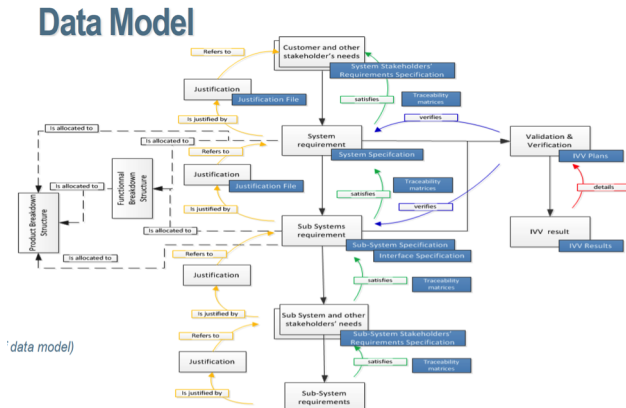 Data Model
Customer and other
stakeholder's needs
Refers to
System Stakeholders'
Requirements Specification
Justification
Justification File
satisfies
Traceability
matrices
Is justified by
verifies
Is allocated to
System
requirement
Validation &
Verification
Refers to
System Specification
IVV Plans
Is allocated to
Functionnal
Breakdown
Structure
Justification
Justification File
satisfies
Traceability
matrices
details
Product Breakdown
Structure
Is justified by
verifies
Is allocated to
Sub Systems
requirement
IVV result
Sub-System Specification
IVV Results
Interface Specification
Is allocated to
Refers to
Justification
satisfies
Traceability
matrices
Is justified by
Sub System and other
stakeholders' needs
Refers to
Sub-System Stakeholders'
Requirements Specification
data model)
Justification
satisfies
Traceability
matrices
Is justified by
Sub-System
requirements